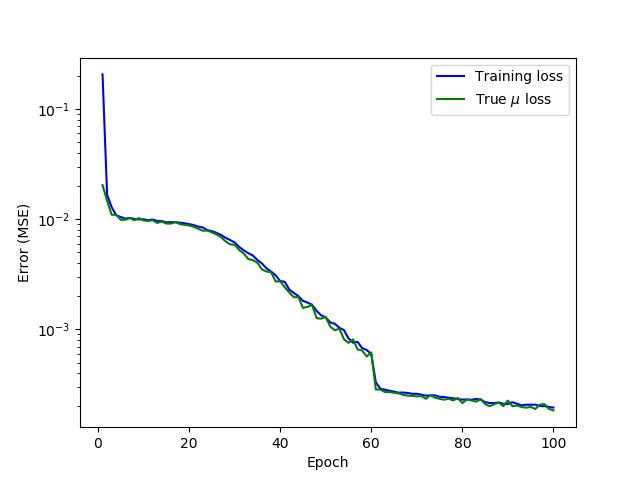 Training loss
True μ loss
10⁻¹
10⁻²
10⁻³
Error (MSE)
0 20 40 60 80 100
Epoch